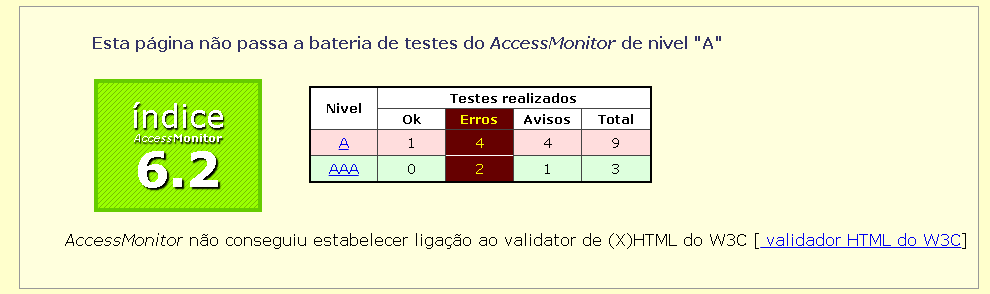 Esta página não passa a bateria de testes do AccessMonitor de nivel "A"
índice
AccessMonitor
6.2
Nivel Testes realizados
Ok Erros Avisos Total
A 1 4 4 9
AAA 0 2 1 3
AccessMonitor não conseguiu estabelecer ligação ao validator de (X)HTML do W3C [ validador HTML do W3C]